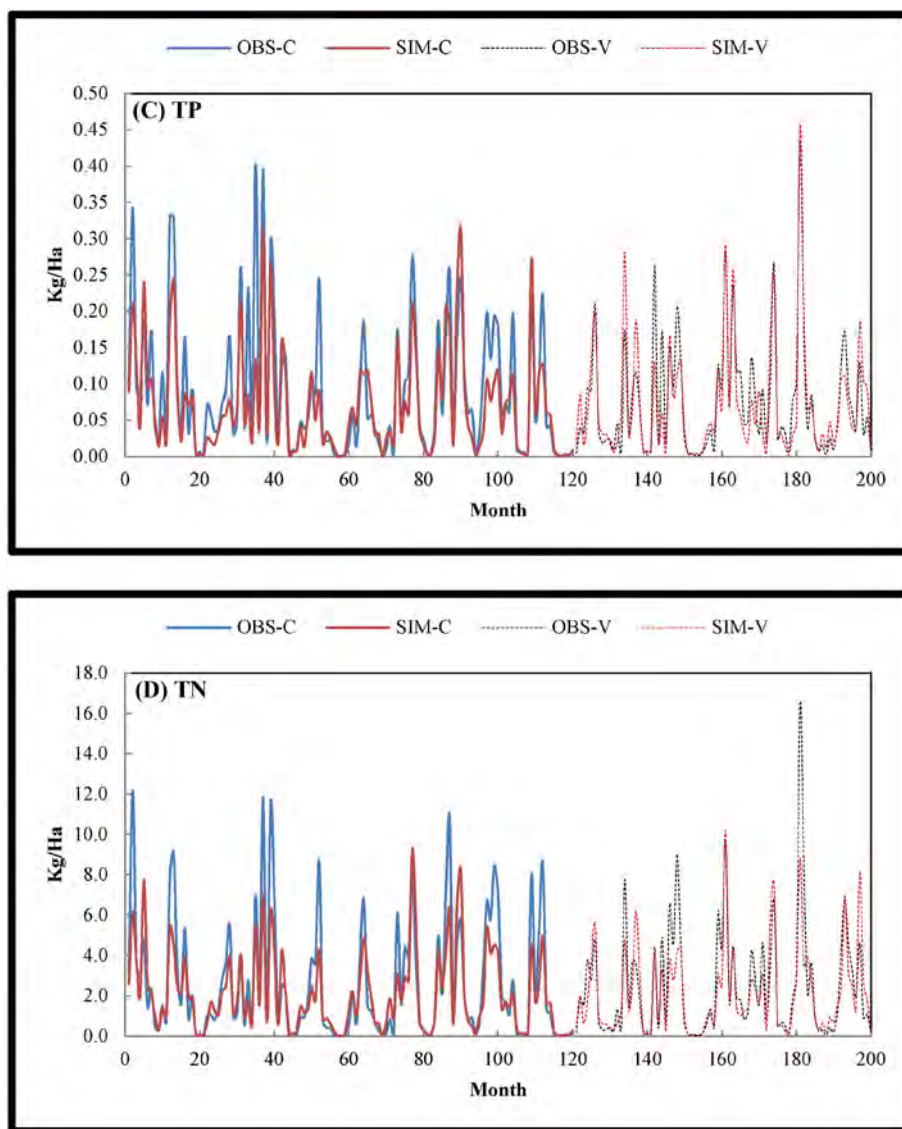 OBS-C SIM-C OBS-V SIM-V
(C) TP
0.50
0.45
0.40
0.35
0.30
0.25
0.20
0.15
0.10
0.05
0.00
Kg/Ha
0 20 40 60 80 100 120 140 160 180 200
Month
OBS-C SIM-C OBS-V SIM-V
(D) TN
18.0
16.0
14.0
12.0
10.0
8.0
6.0
4.0
2.0
0.0
Kg/Ha
0 20 40 60 80 100 120 140 160 180 200
Month